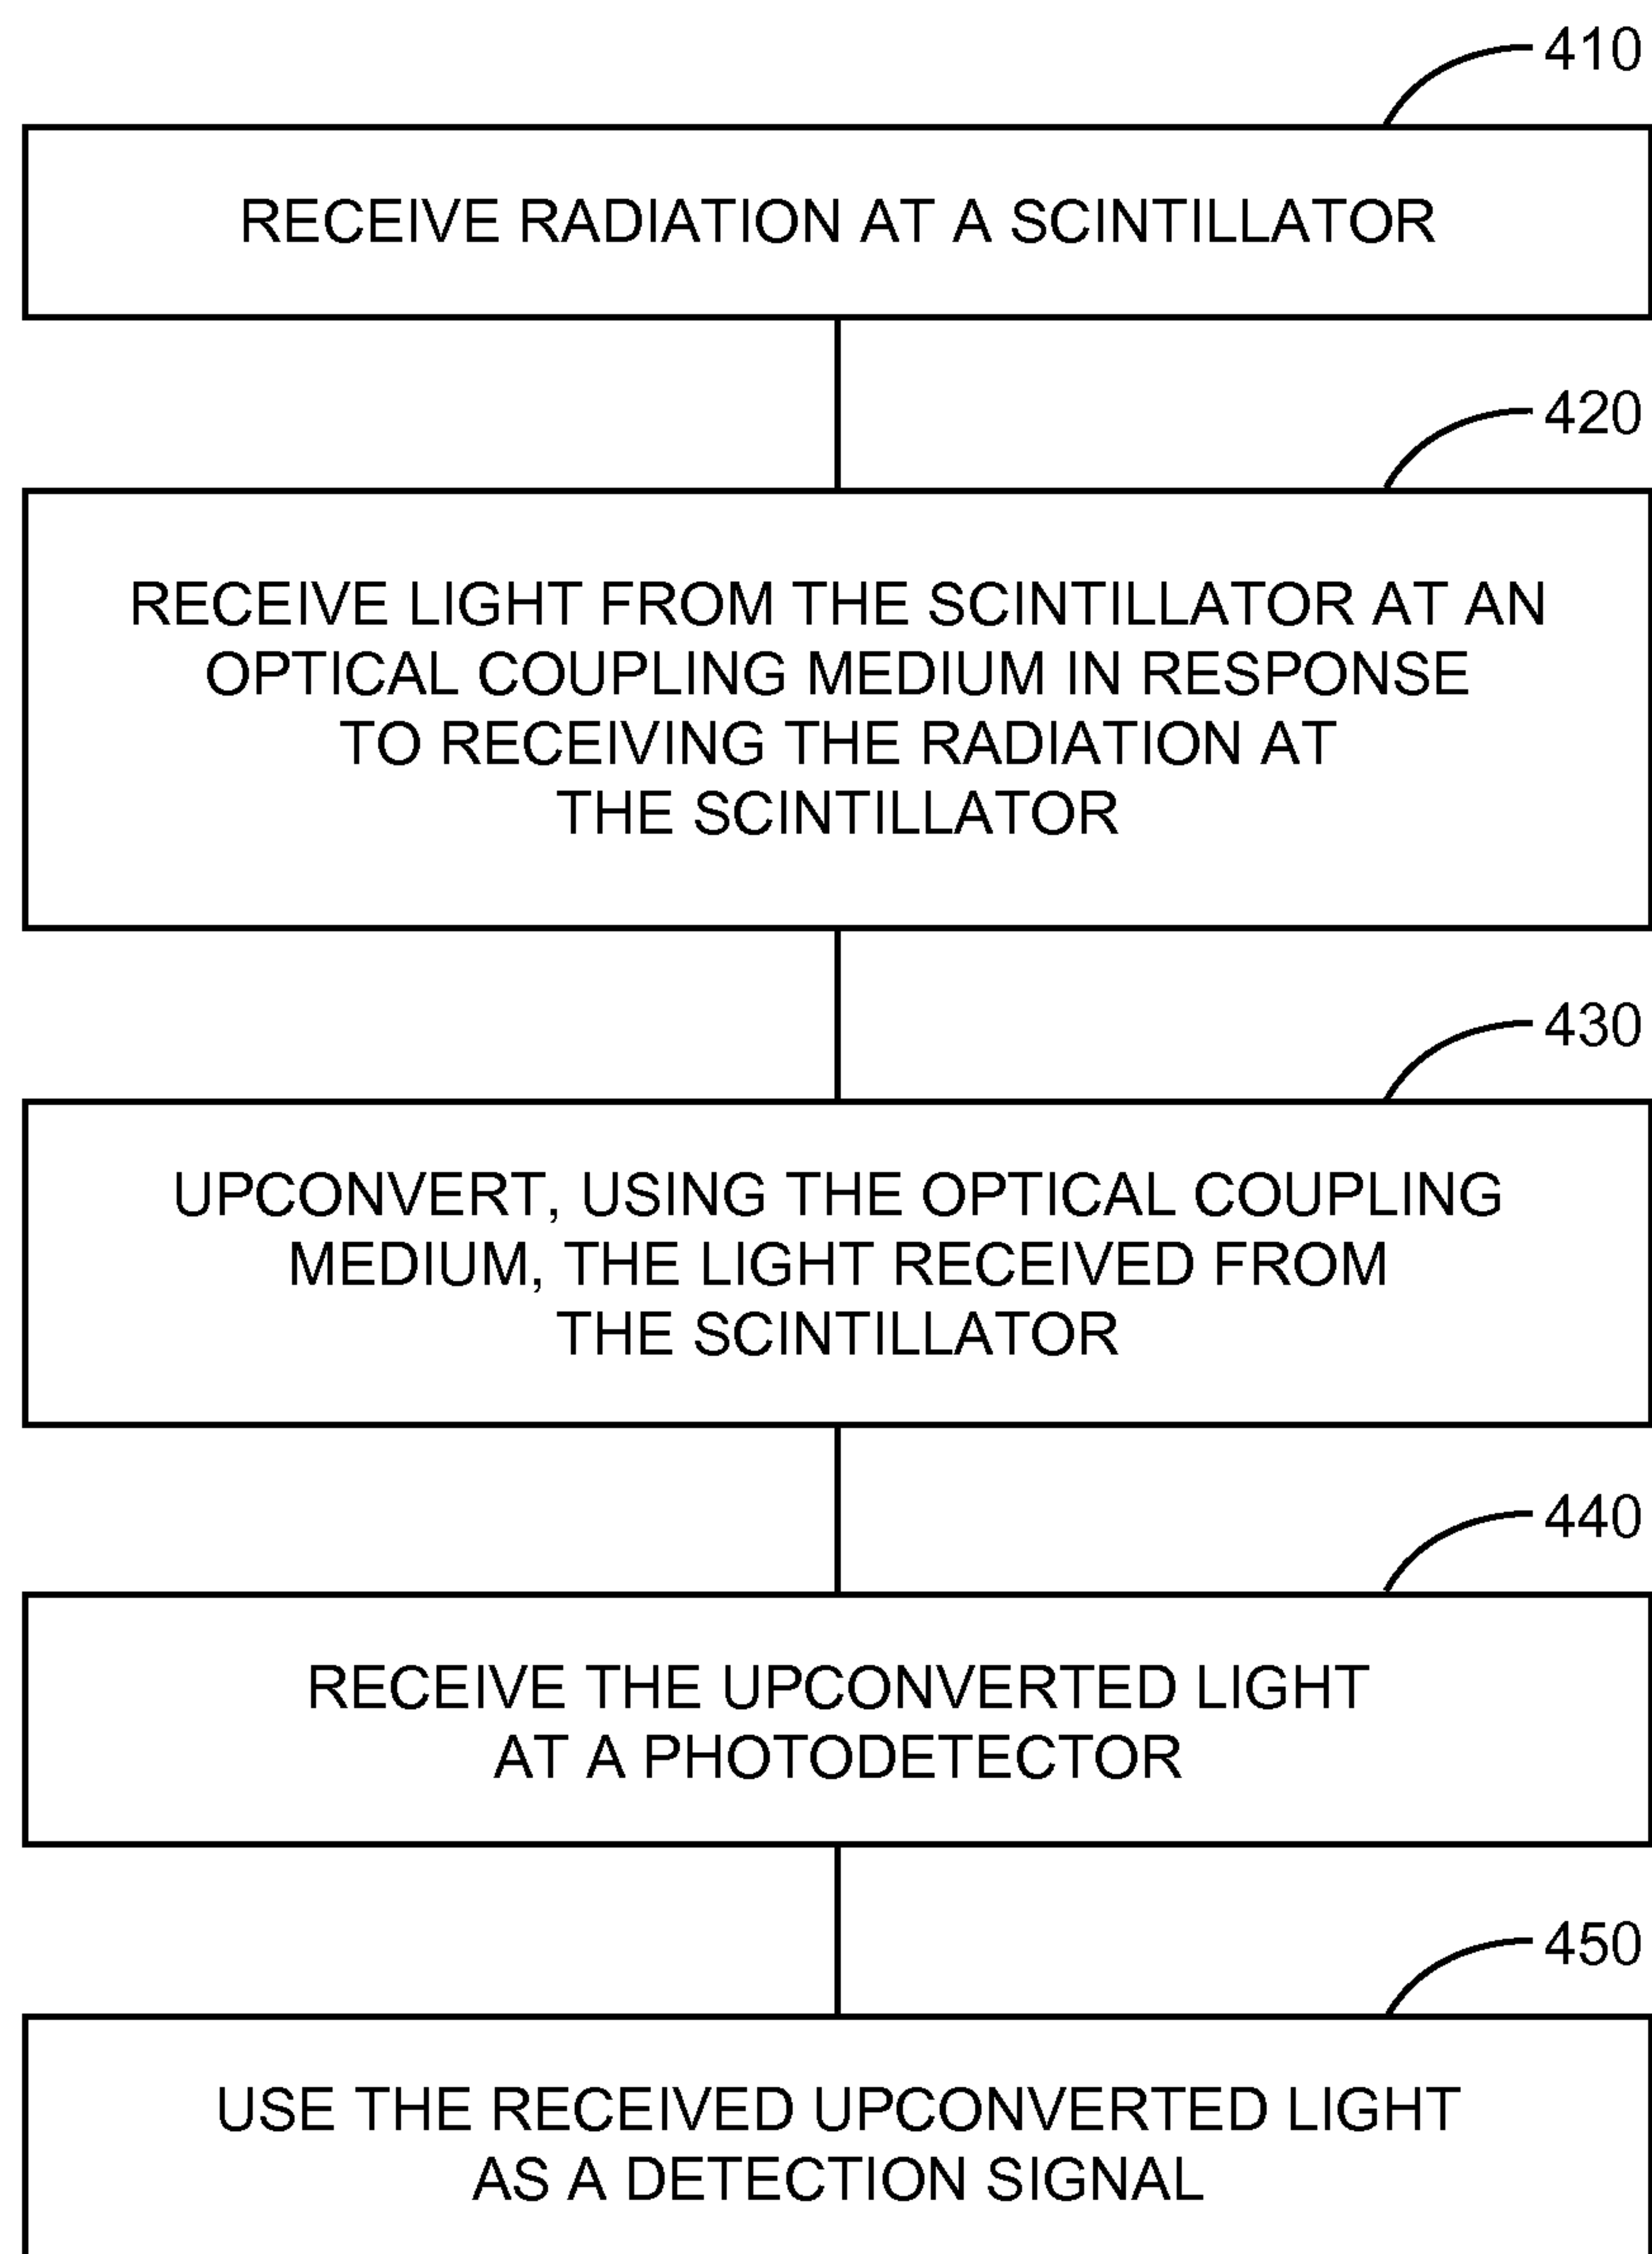 410
RECEIVE RADIATION AT A SCINTILLATOR
420
RECEIVE LIGHT FROM THE SCINTILLATOR AT AN
OPTICAL COUPLING MEDIUM IN RESPONSE
TO RECEIVING THE RADIATION AT
THE SCINTILLATOR
430
UPCONVERT, USING THE OPTICAL COUPLING
MEDIUM, THE LIGHT RECEIVED FROM
THE SCINTILLATOR
440
RECEIVE THE UPCONVERTED LIGHT
AT A PHOTODETECTOR
450
USE THE RECEIVED UPCONVERTED LIGHT
AS A DETECTION SIGNAL